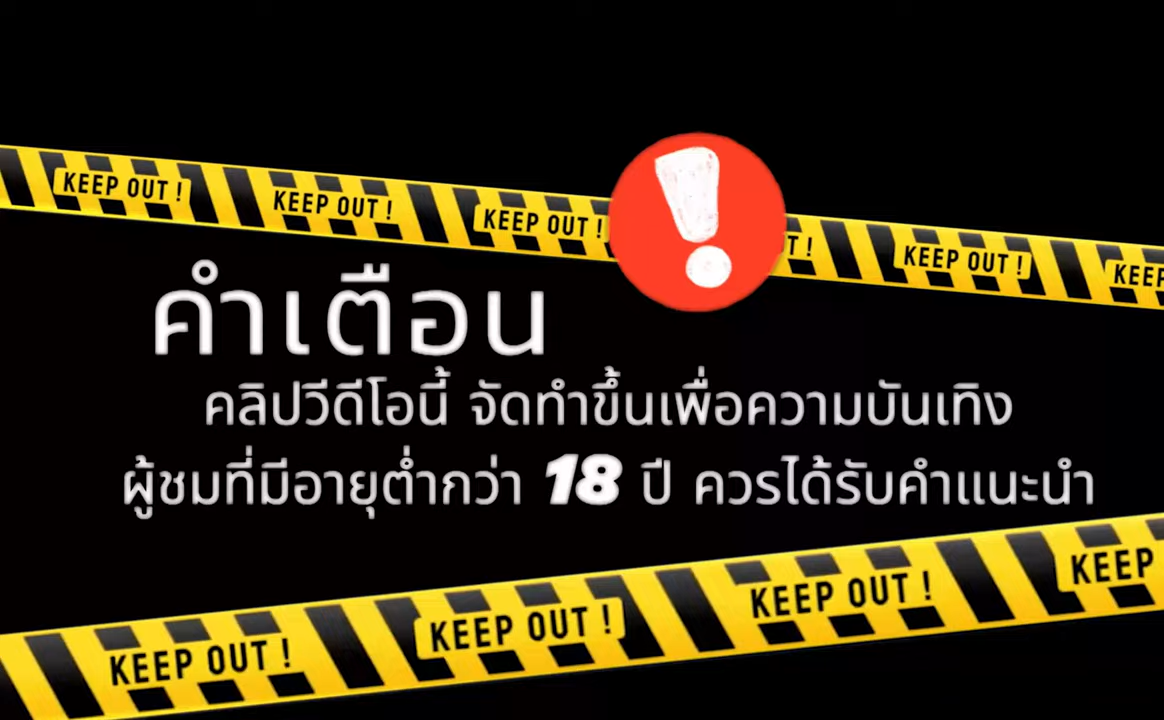 KEEP OUT ! KEEP OUT ! KEEP OUT ! T ! KEEP OUT ! KEEP
!
คำเตือน
คลิปวีดีโอนี้ จัดทำขึ้นเพื่อความบันเทิง
ผู้ชมที่มีอายุต่ำกว่า 18 ปี ควรได้รับคำแนะนำ
KEEP OUT ! KEEP OUT ! KEEP OUT ! KEEP